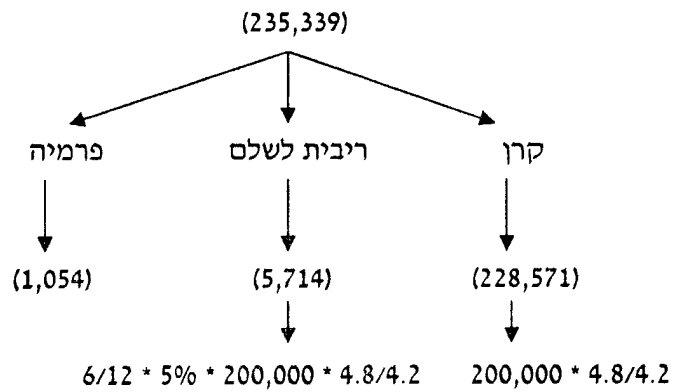 (235,339)
קרן ריבית לשלם פרמיה
(228,571) (5,714) (1,054)
200,000 * 4.8/4.2 6/12 * 5% * 200,000 * 4.8/4.2